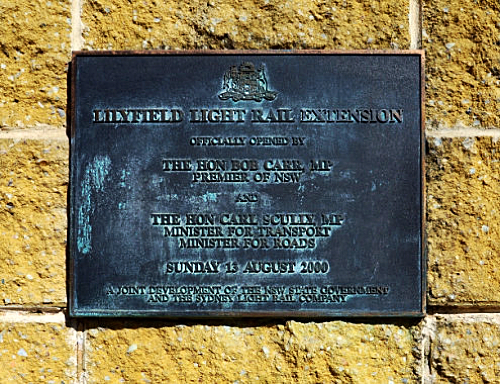 LILYFIELD LIGHT RAIL EXTENSION
OFFICIALLY OPENED BY
THE HON BOB CARR, MP
PREMIER OF NSW
AND
THE HON CARL SCULLY, MP
MINISTER FOR TRANSPORT
MINISTER FOR ROADS
SUNDAY 13 AUGUST 2000
A JOINT DEVELOPMENT OF THE NSW STATE GOVERNMENT
AND THE SYDNEY LIGHT RAIL COMPANY